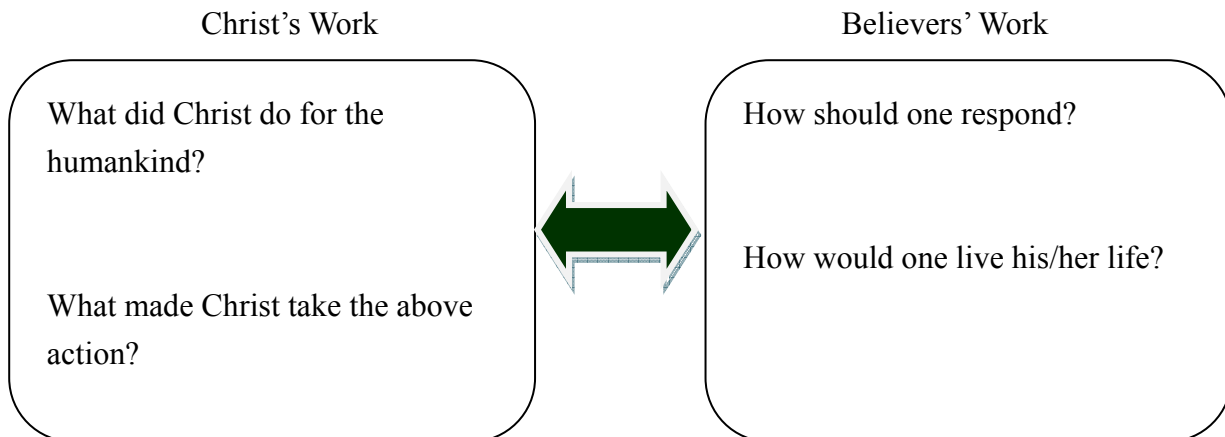 Christ’s Work
What did Christ do for the
humankind?
What made Christ take the above
action?
Believers’ Work
How should one respond?
How would one live his/her life?